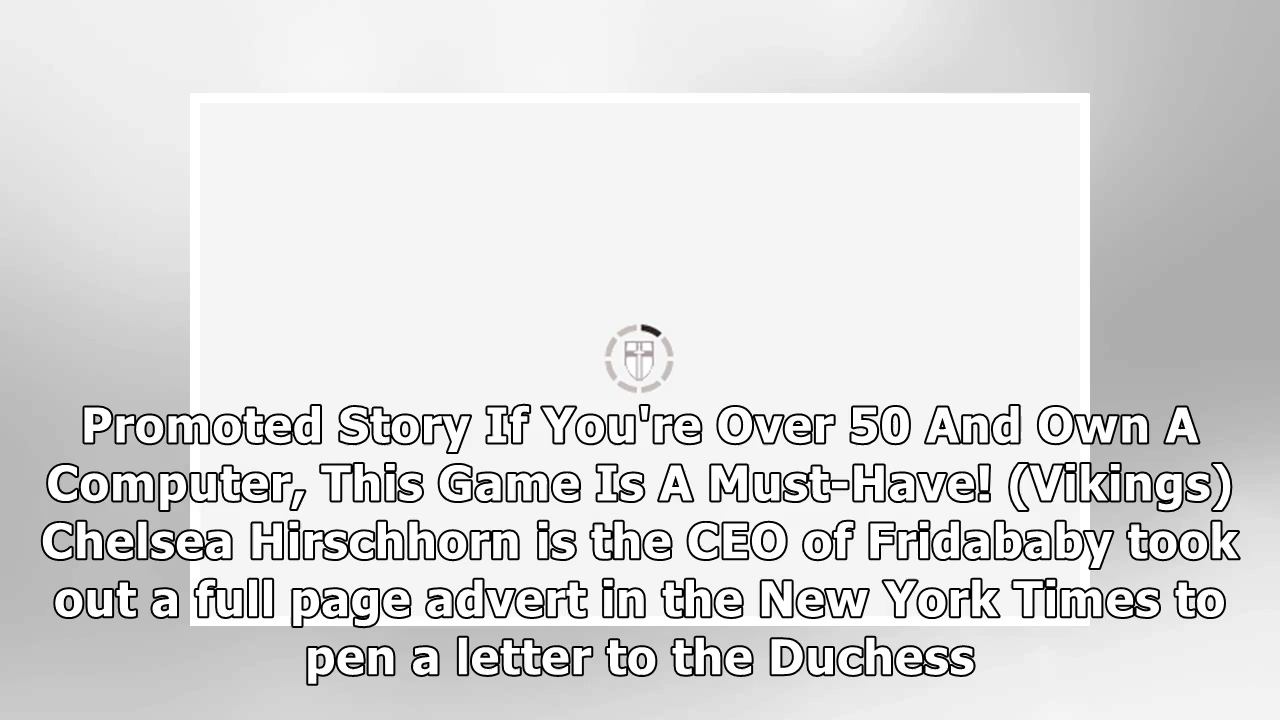 Promoted Story If You're Over 50 And Own A
Computer, This Game Is A Must-Have! (Vikings)
Chelsea Hirschhorn is the CEO of Fridababy took
out a full page advert in the New York Times to
pen a letter to the Duchess